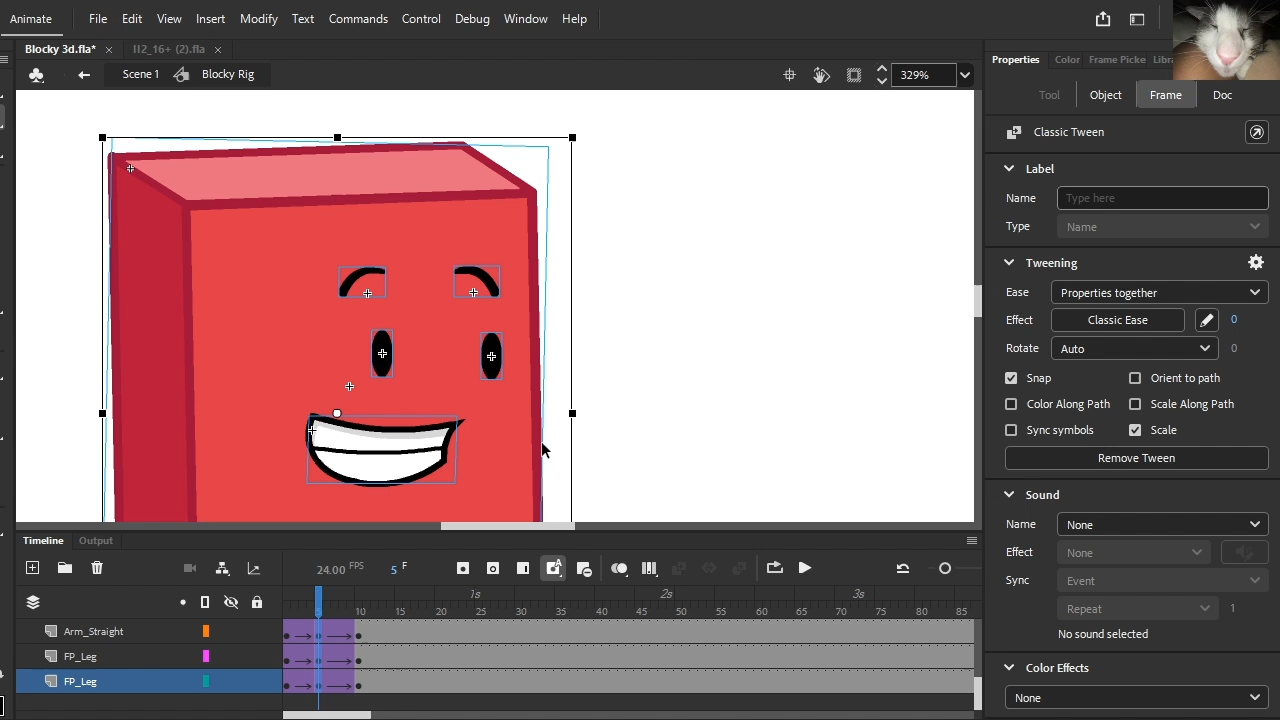 Animate File Edit View Insert Modify Text Commands Control Debug Window Help
Blocky 3d.fla* × II2_16+ (2).fla ×
Properties Color Frame Picke Libra
Scene 1 Blocky Rig 329%
Tool Object Frame Doc
Classic Tween
Label
Name Type here
Type Name
Tweening
Ease Properties together
Effect Classic Ease 0
Rotate Auto 0
Snap Orient to path
Color Along Path Scale Along Path
Sync symbols Scale
Remove Tween
Sound
Name None
Effect None
Sync Event
Repeat 1
No sound selected
Color Effects
None
Timeline Output
24.00 FPS 5 F
1s 2s 3s
5 10 15 20 25 30 35 40 45 50 55 60 65 70 75 80 85
Arm_Straight
FP_Leg
FP_Leg